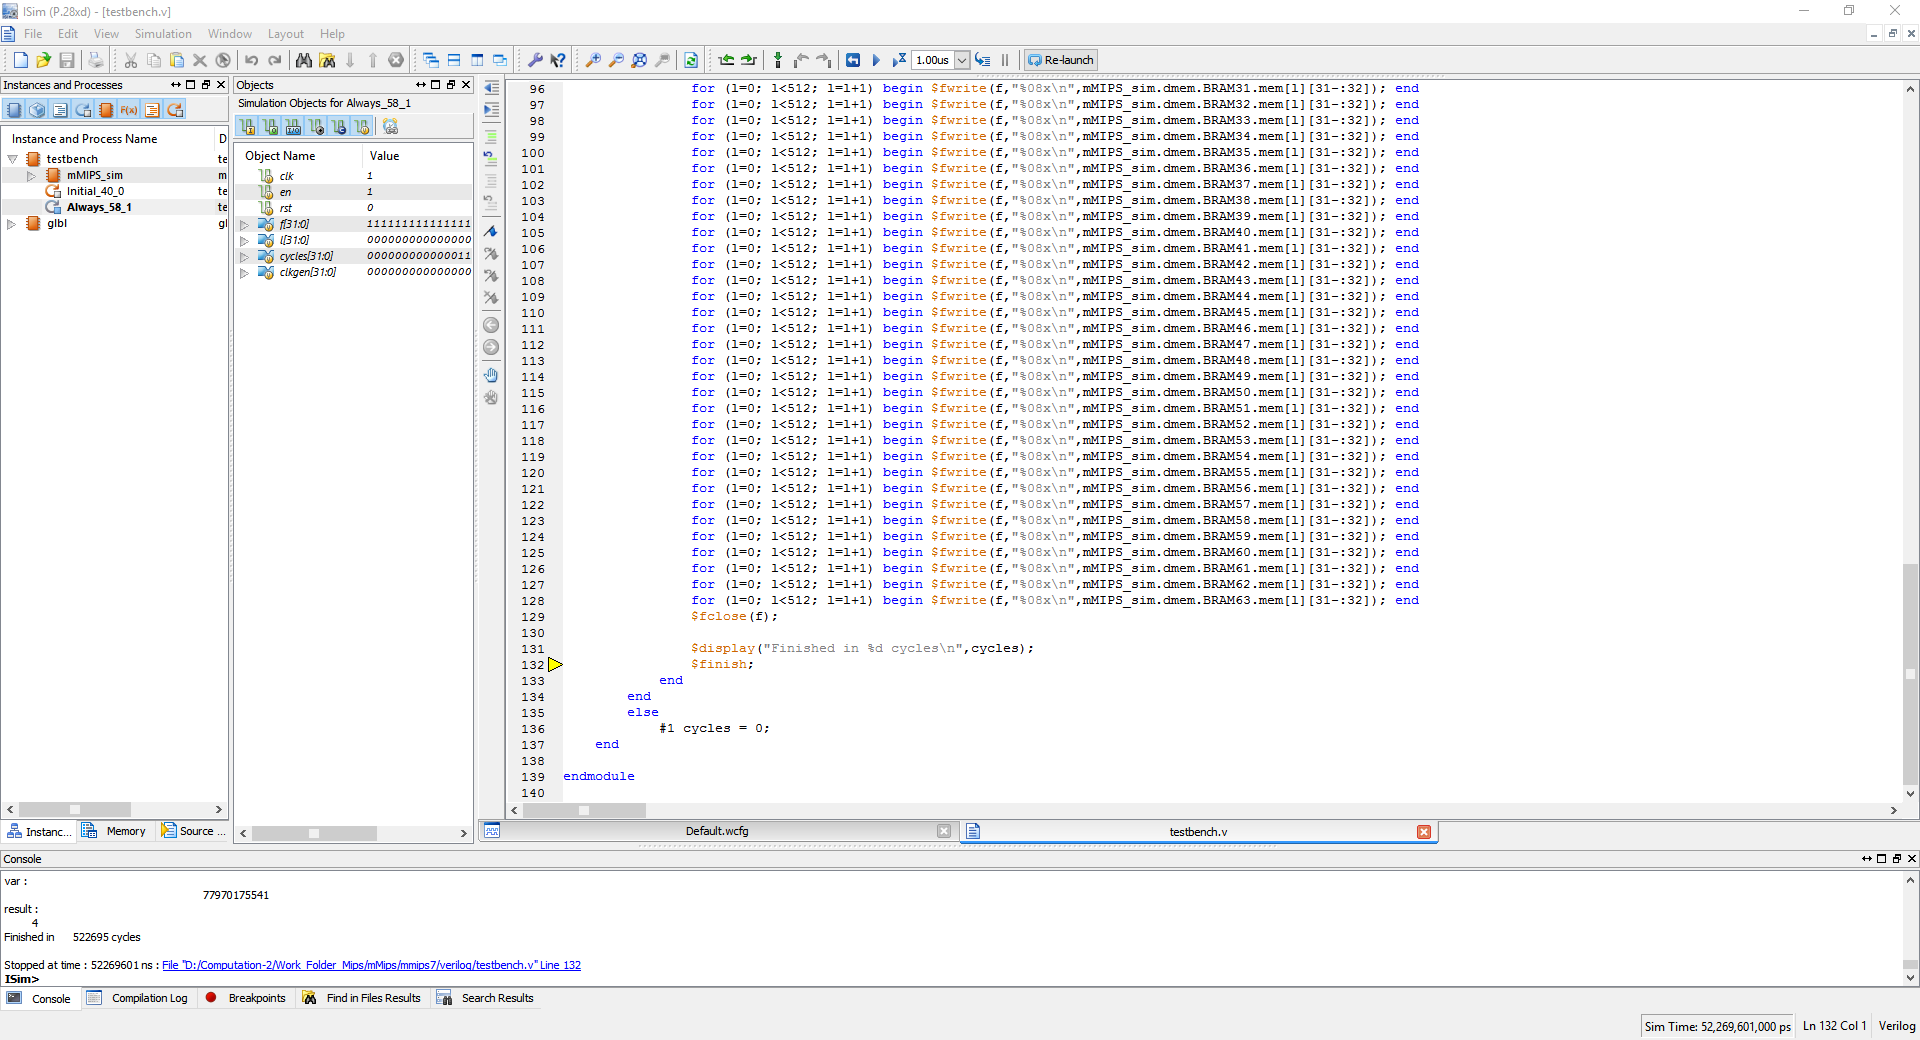 ISim (P.28xd) - [testbench.v]
File Edit View Simulation Window Layout Help
1.00us Re-launch
Instances and Processes
Instance and Process Name D
testbench te
mMIPS_sim m
Initial_40_0 te
Always_58_1 te
glbl gl
Instanc... Memory Source ...
Objects
Simulation Objects for Always_58_1
Object Name Value
clk 1
en 1
rst 0
f[31:0] 1111111111111111
l[31:0] 0000000000000000
cycles[31:0] 0000000000000011
clkgen[31:0] 0000000000000000
96 for (l=0; l<512; l=l+1) begin $fwrite(f,"%08x\n",mMIPS_sim.dmem.BRAM31.mem[l][31-:32]); end
97 for (l=0; l<512; l=l+1) begin $fwrite(f,"%08x\n",mMIPS_sim.dmem.BRAM32.mem[l][31-:32]); end
98 for (l=0; l<512; l=l+1) begin $fwrite(f,"%08x\n",mMIPS_sim.dmem.BRAM33.mem[l][31-:32]); end
99 for (l=0; l<512; l=l+1) begin $fwrite(f,"%08x\n",mMIPS_sim.dmem.BRAM34.mem[l][31-:32]); end
100 for (l=0; l<512; l=l+1) begin $fwrite(f,"%08x\n",mMIPS_sim.dmem.BRAM35.mem[l][31-:32]); end
101 for (l=0; l<512; l=l+1) begin $fwrite(f,"%08x\n",mMIPS_sim.dmem.BRAM36.mem[l][31-:32]); end
102 for (l=0; l<512; l=l+1) begin $fwrite(f,"%08x\n",mMIPS_sim.dmem.BRAM37.mem[l][31-:32]); end
103 for (l=0; l<512; l=l+1) begin $fwrite(f,"%08x\n",mMIPS_sim.dmem.BRAM38.mem[l][31-:32]); end
104 for (l=0; l<512; l=l+1) begin $fwrite(f,"%08x\n",mMIPS_sim.dmem.BRAM39.mem[l][31-:32]); end
105 for (l=0; l<512; l=l+1) begin $fwrite(f,"%08x\n",mMIPS_sim.dmem.BRAM40.mem[l][31-:32]); end
106 for (l=0; l<512; l=l+1) begin $fwrite(f,"%08x\n",mMIPS_sim.dmem.BRAM41.mem[l][31-:32]); end
107 for (l=0; l<512; l=l+1) begin $fwrite(f,"%08x\n",mMIPS_sim.dmem.BRAM42.mem[l][31-:32]); end
108 for (l=0; l<512; l=l+1) begin $fwrite(f,"%08x\n",mMIPS_sim.dmem.BRAM43.mem[l][31-:32]); end
109 for (l=0; l<512; l=l+1) begin $fwrite(f,"%08x\n",mMIPS_sim.dmem.BRAM44.mem[l][31-:32]); end
110 for (l=0; l<512; l=l+1) begin $fwrite(f,"%08x\n",mMIPS_sim.dmem.BRAM45.mem[l][31-:32]); end
111 for (l=0; l<512; l=l+1) begin $fwrite(f,"%08x\n",mMIPS_sim.dmem.BRAM46.mem[l][31-:32]); end
112 for (l=0; l<512; l=l+1) begin $fwrite(f,"%08x\n",mMIPS_sim.dmem.BRAM47.mem[l][31-:32]); end
113 for (l=0; l<512; l=l+1) begin $fwrite(f,"%08x\n",mMIPS_sim.dmem.BRAM48.mem[l][31-:32]); end
114 for (l=0; l<512; l=l+1) begin $fwrite(f,"%08x\n",mMIPS_sim.dmem.BRAM49.mem[l][31-:32]); end
115 for (l=0; l<512; l=l+1) begin $fwrite(f,"%08x\n",mMIPS_sim.dmem.BRAM50.mem[l][31-:32]); end
116 for (l=0; l<512; l=l+1) begin $fwrite(f,"%08x\n",mMIPS_sim.dmem.BRAM51.mem[l][31-:32]); end
117 for (l=0; l<512; l=l+1) begin $fwrite(f,"%08x\n",mMIPS_sim.dmem.BRAM52.mem[l][31-:32]); end
118 for (l=0; l<512; l=l+1) begin $fwrite(f,"%08x\n",mMIPS_sim.dmem.BRAM53.mem[l][31-:32]); end
119 for (l=0; l<512; l=l+1) begin $fwrite(f,"%08x\n",mMIPS_sim.dmem.BRAM54.mem[l][31-:32]); end
120 for (l=0; l<512; l=l+1) begin $fwrite(f,"%08x\n",mMIPS_sim.dmem.BRAM55.mem[l][31-:32]); end
121 for (l=0; l<512; l=l+1) begin $fwrite(f,"%08x\n",mMIPS_sim.dmem.BRAM56.mem[l][31-:32]); end
122 for (l=0; l<512; l=l+1) begin $fwrite(f,"%08x\n",mMIPS_sim.dmem.BRAM57.mem[l][31-:32]); end
123 for (l=0; l<512; l=l+1) begin $fwrite(f,"%08x\n",mMIPS_sim.dmem.BRAM58.mem[l][31-:32]); end
124 for (l=0; l<512; l=l+1) begin $fwrite(f,"%08x\n",mMIPS_sim.dmem.BRAM59.mem[l][31-:32]); end
125 for (l=0; l<512; l=l+1) begin $fwrite(f,"%08x\n",mMIPS_sim.dmem.BRAM60.mem[l][31-:32]); end
126 for (l=0; l<512; l=l+1) begin $fwrite(f,"%08x\n",mMIPS_sim.dmem.BRAM61.mem[l][31-:32]); end
127 for (l=0; l<512; l=l+1) begin $fwrite(f,"%08x\n",mMIPS_sim.dmem.BRAM62.mem[l][31-:32]); end
128 for (l=0; l<512; l=l+1) begin $fwrite(f,"%08x\n",mMIPS_sim.dmem.BRAM63.mem[l][31-:32]); end
129 $fclose(f);
130
131 $display("Finished in %d cycles\n",cycles);
132 $finish;
133 end
134 end
135 else
136 #1 cycles = 0;
137 end
138
139 endmodule
140
Default.wcfg testbench.v
Console
var :
77970175541
result :
4
Finished in 522695 cycles
Stopped at time : 52269601 ns : File "D:/Computation-2/Work_Folder_Mips/mMips/mmips7/verilog/testbench.v" Line 132
ISim>
Console Compilation Log Breakpoints Find in Files Results Search Results
Sim Time: 52,269,601,000 ps Ln 132 Col 1 Verilog